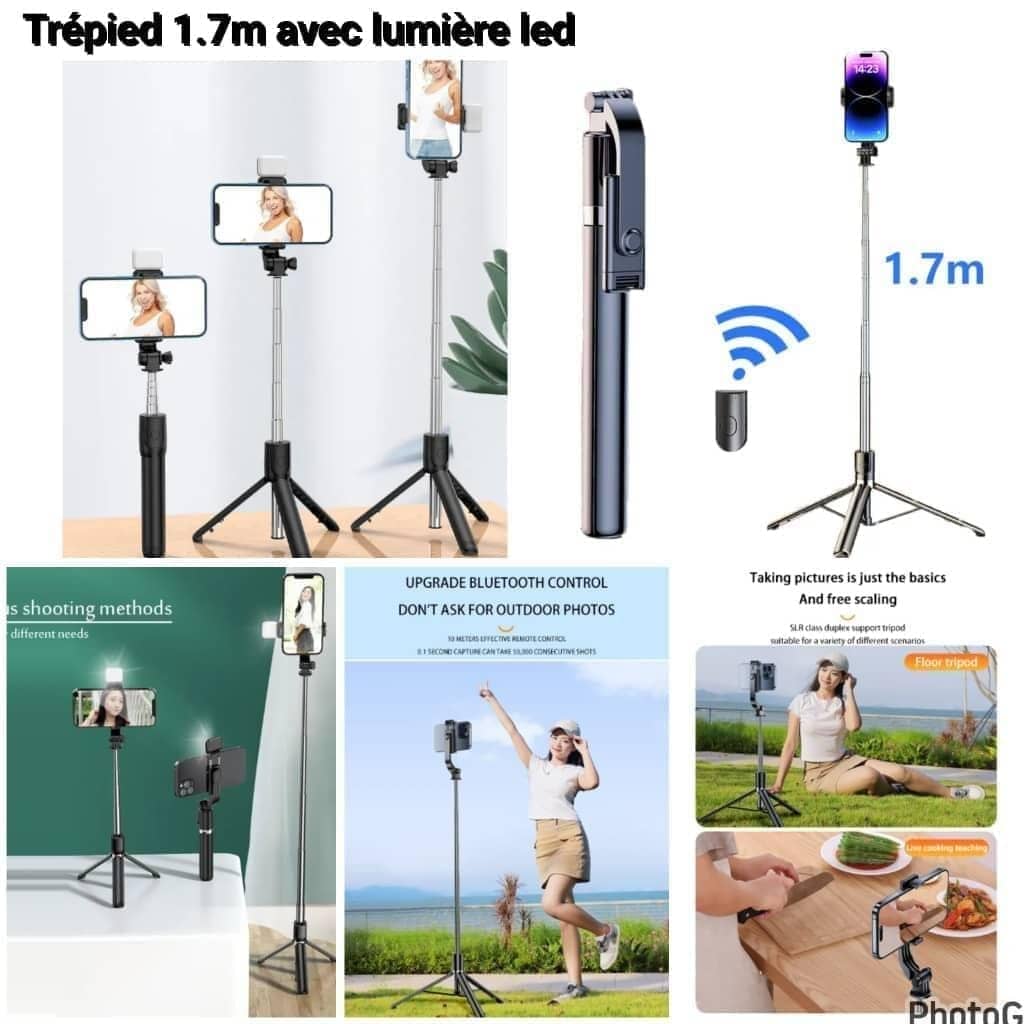 Trépied 1.7m avec lumière led
14:23
1.7m
us shooting methods
different needs
UPGRADE BLUETOOTH CONTROL
DON'T ASK FOR OUTDOOR PHOTOS
10 METERS EFFECTIVE REMOTE CONTROL
0.1 SECOND CAPTURE CAN TAKE 50,000 CONSECUTIVE SHOTS
Taking pictures is just the basics
And free scaling
SLR class duplex support tripod
suitable for a variety of different scenarios
Floor tripod
Live cooking teaching
PhotoG